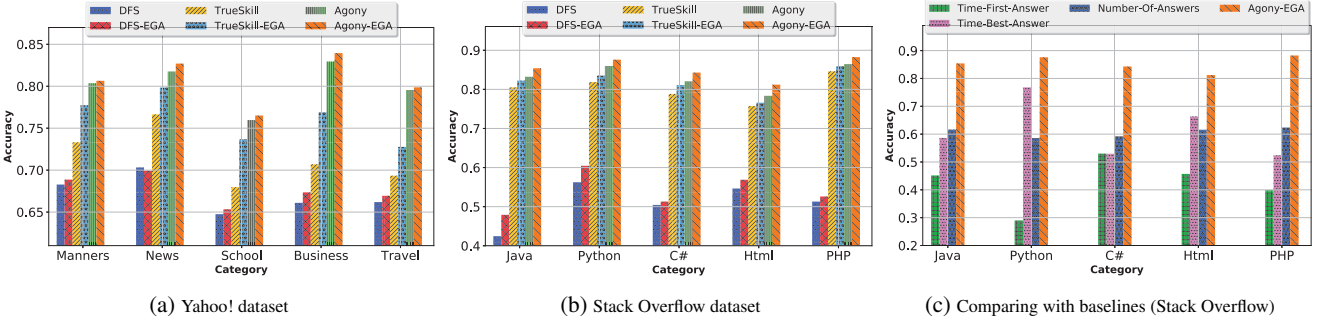 DFS TrueSkill Agony
DFS-EGA TrueSkill-EGA Agony-EGA
0.85
0.80
0.75
0.70
0.65
Accuracy
Manners News School Business Travel
Category
(a) Yahoo! dataset
DFS TrueSkill Agony
DFS-EGA TrueSkill-EGA Agony-EGA
0.9
0.8
0.7
0.6
0.5
0.4
Accuracy
Java Python C# Html PHP
Category
(b) Stack Overflow dataset
Time-First-Answer Number-Of-Answers Agony-EGA
Time-Best-Answer
0.9
0.8
0.7
0.6
0.5
0.4
0.3
0.2
Accuracy
Java Python C# Html PHP
Category
(c) Comparing with baselines (Stack Overflow)